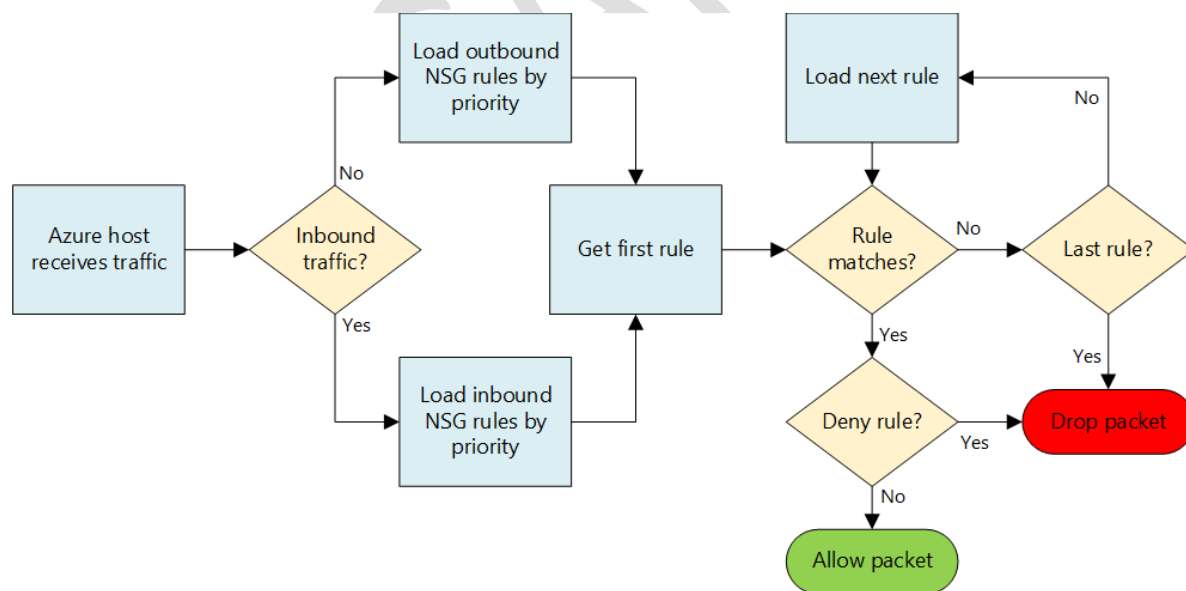 Load outbound
NSG rules by
priority
Load next rule
No
No
Azure host
receives traffic
Inbound
traffic?
Get first rule
Rule
matches?
No
Last rule?
Yes
Yes
Yes
Load inbound
NSG rules by
priority
Deny rule?
Yes
Drop packet
No
Allow packet